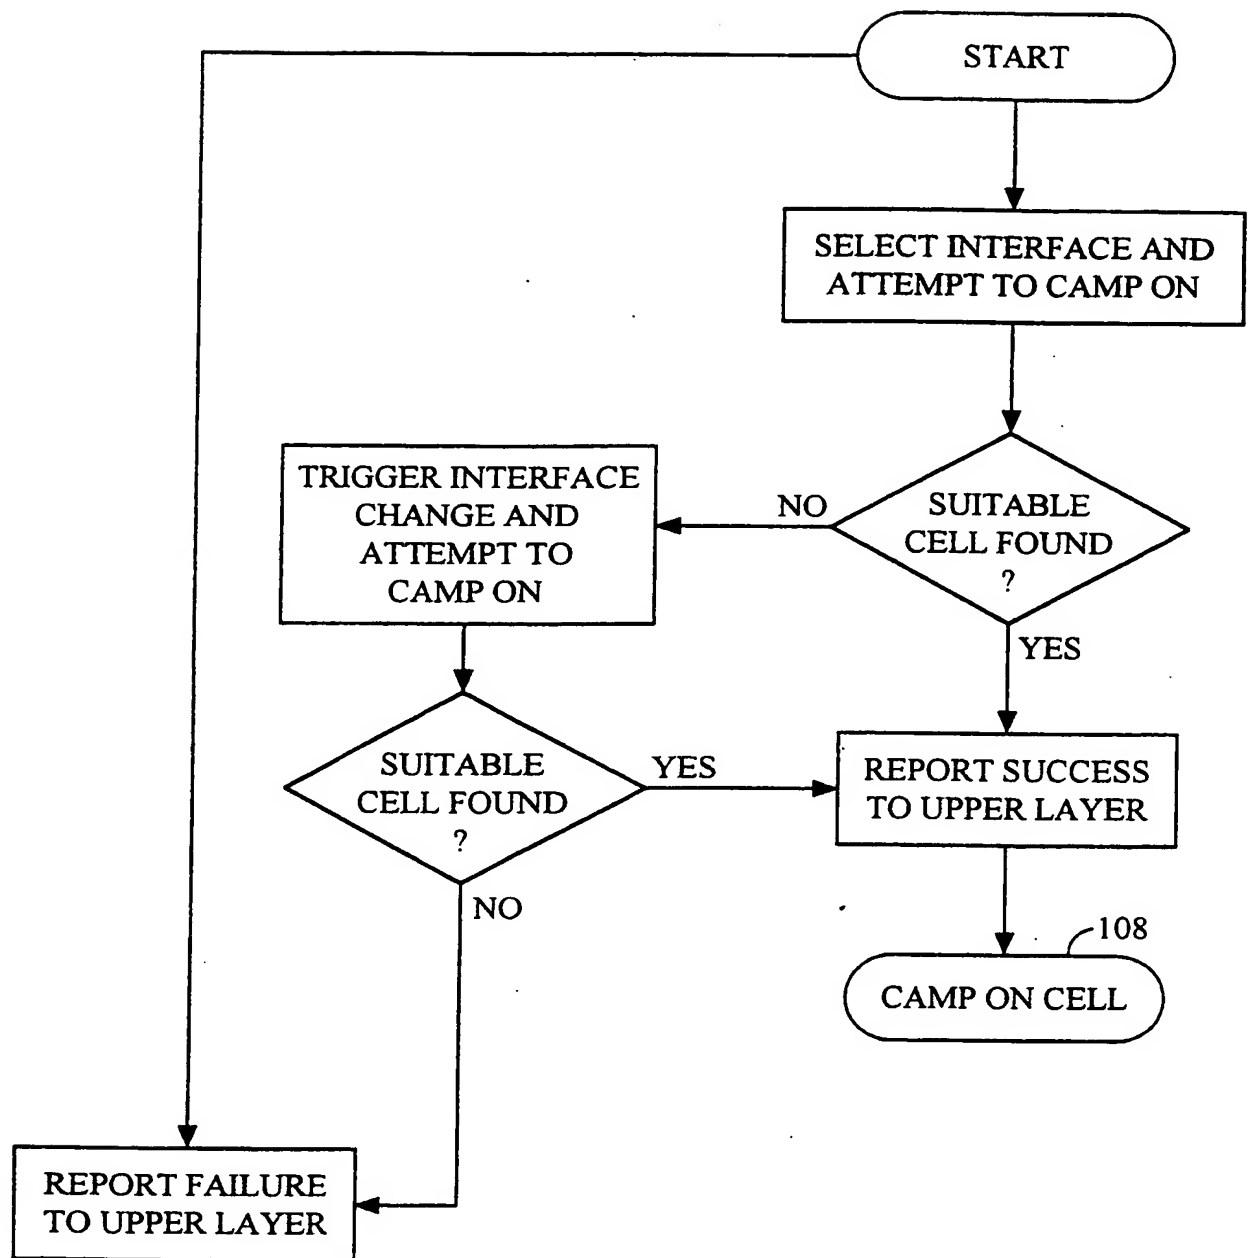 START
SELECT INTERFACE AND
ATTEMPT TO CAMP ON
TRIGGER INTERFACE
CHANGE AND
ATTEMPT TO
CAMP ON
NO
SUITABLE
CELL FOUND
?
YES
SUITABLE
CELL FOUND
?
YES
REPORT SUCCESS
TO UPPER LAYER
NO
108
CAMP ON CELL
REPORT FAILURE
TO UPPER LAYER